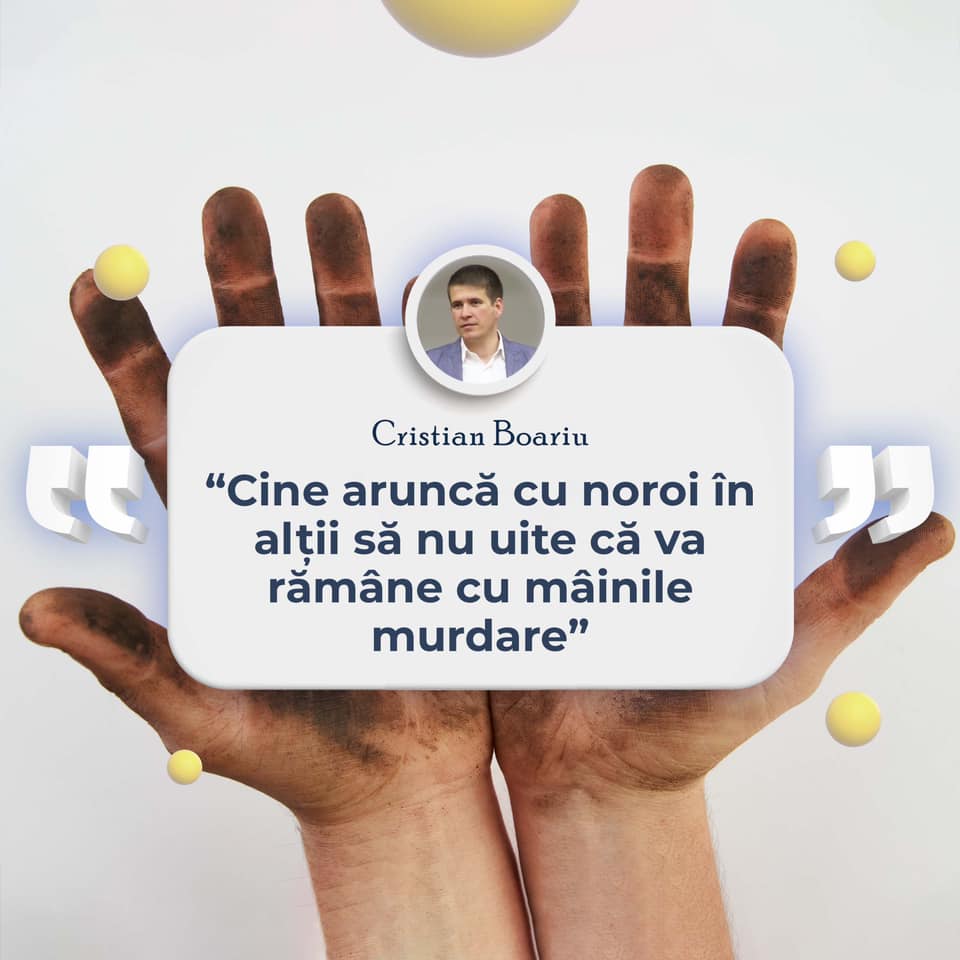 Cristian Boariu
“Cine aruncă cu noroi în
alții să nu uite că va
rămâne cu mâinile
murdare”